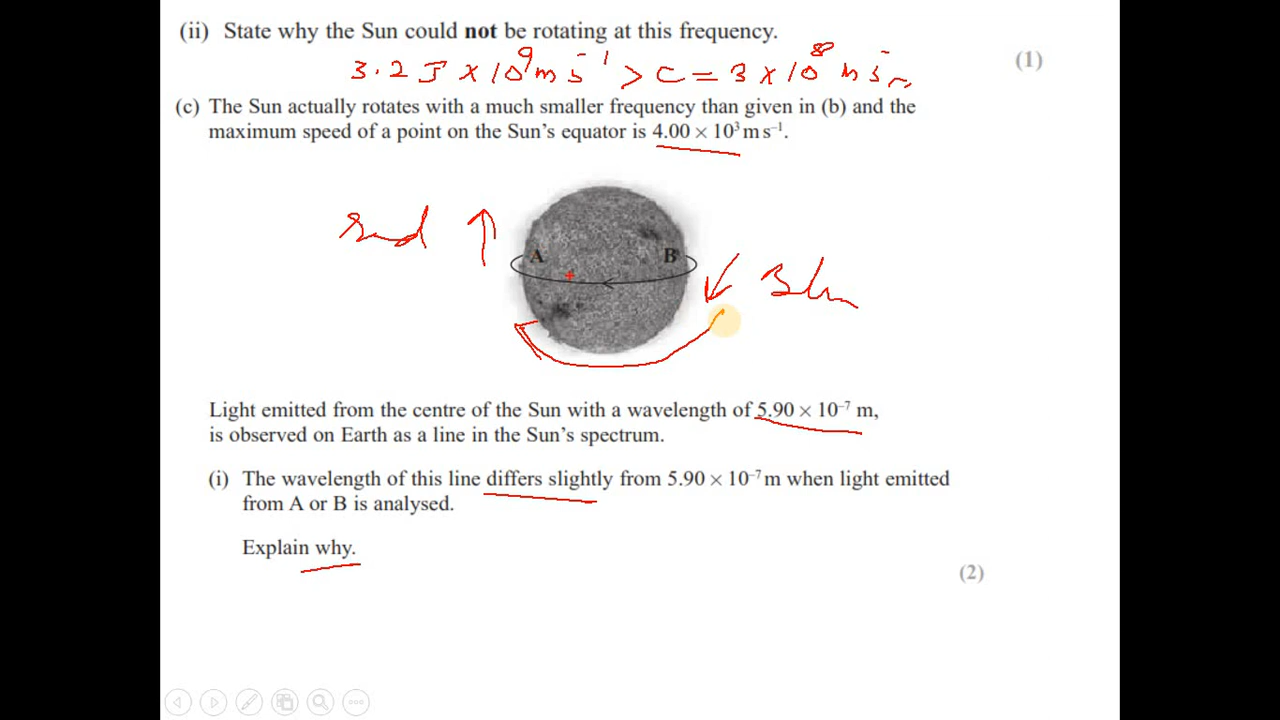 (ii) State why the Sun could not be rotating at this frequency.
(1)
3.23 × 10⁹ m s⁻¹ > C = 3 × 10⁸ m s⁻
(c) The Sun actually rotates with a much smaller frequency than given in (b) and the
maximum speed of a point on the Sun's equator is 4.00 × 10³ m s⁻¹.
red
A
B
Light emitted from the centre of the Sun with a wavelength of 5.90 × 10⁻⁷ m,
is observed on Earth as a line in the Sun's spectrum.
(i) The wavelength of this line differs slightly from 5.90 × 10⁻⁷ m when light emitted
from A or B is analysed.
Explain why.
(2)